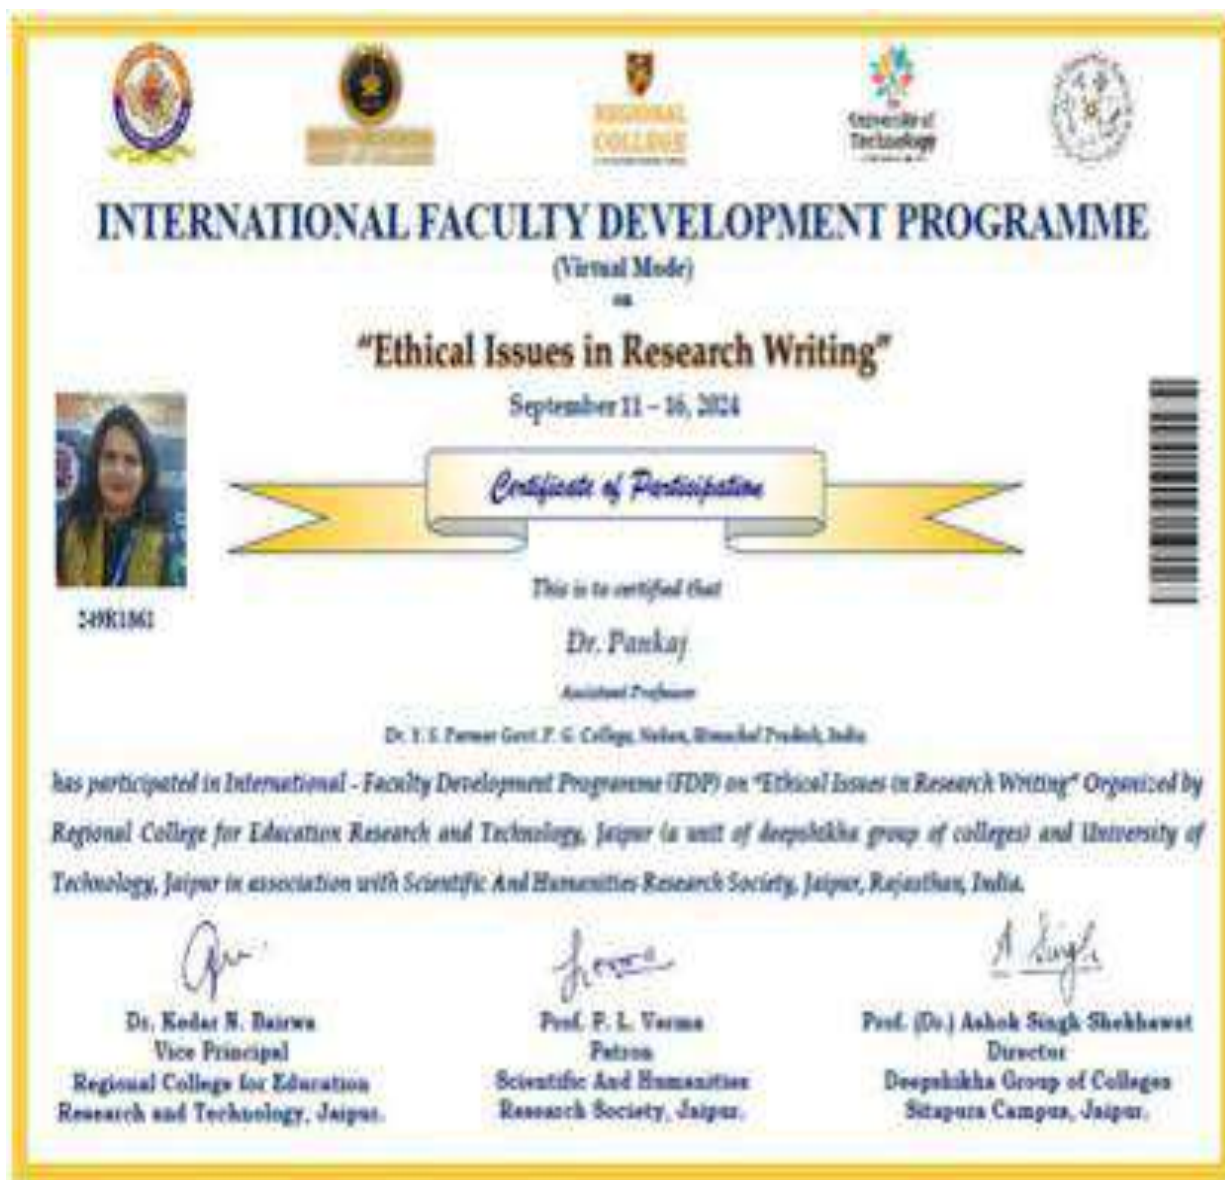 REGIONAL
COLLEGE
University of
Technology
INTERNATIONAL FACULTY DEVELOPMENT PROGRAMME
(Virtual Mode)
on
“Ethical Issues in Research Writing”
September 11 – 16, 2024
Certificate of Participation
This is to certified that
Dr. Pankaj
Assistant Professor
Dr. Y. S. Parmar Govt. P. G. College, Nahan, Himachal Pradesh, India
has participated in International - Faculty Development Programme (FDP) on "Ethical Issues in Research Writing" Organized by
Regional College for Education Research and Technology, Jaipur (a unit of deepshikha group of colleges) and University of
Technology, Jaipur in association with Scientific And Humanities Research Society, Jaipur, Rajasthan, India.
A Singh
Dr. Kedar N. Bairwa
Vice Principal
Regional College for Education
Research and Technology, Jaipur.
Prof. P. L. Verma
Patron
Scientific And Humanities
Research Society, Jaipur.
Prof. (Dr.) Ashok Singh Shekhawat
Director
Deepshikha Group of Colleges
Sitapura Campus, Jaipur.